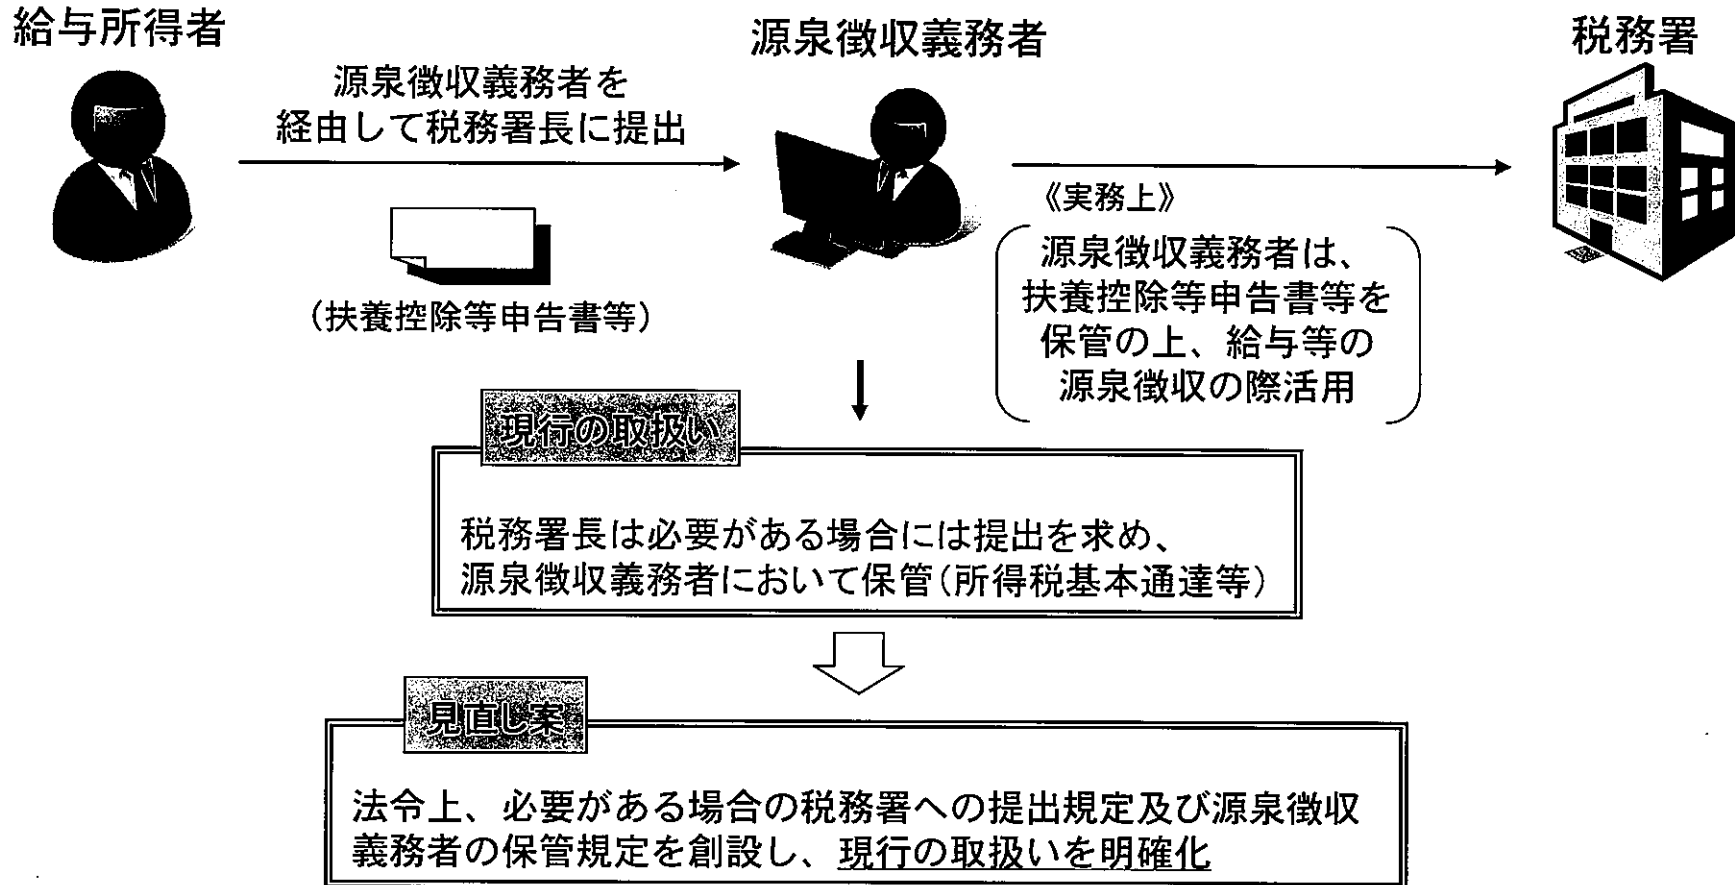 給与所得者
源泉徴収義務者
税務署
源泉徴収義務者を
経由して税務署長に提出
(扶養控除等申告書等)
《実務上》
源泉徴収義務者は、
扶養控除等申告書等を
保管の上、給与等の
源泉徴収の際活用
現行の取扱い
税務署長は必要がある場合には提出を求め、
源泉徴収義務者において保管(所得税基本通達等)
見直し案
法令上、必要がある場合の税務署への提出規定及び源泉徴収
義務者の保管規定を創設し、現行の取扱いを明確化